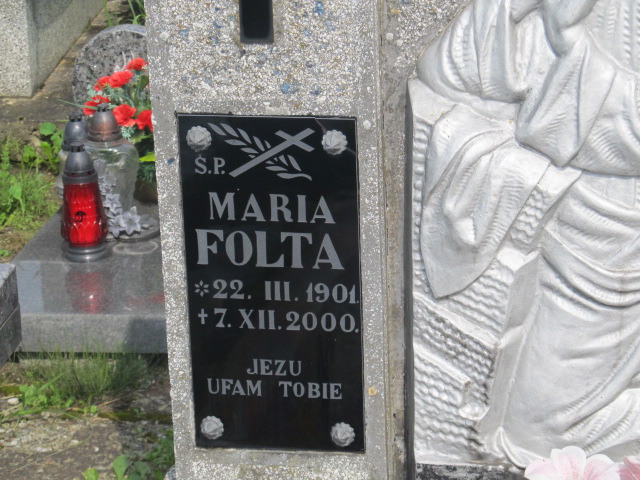 Ś.P.
MARIA
FOLTA
*22. III. 1901.
+7. XII. 2000.
JEZU
UFAM TOBIE